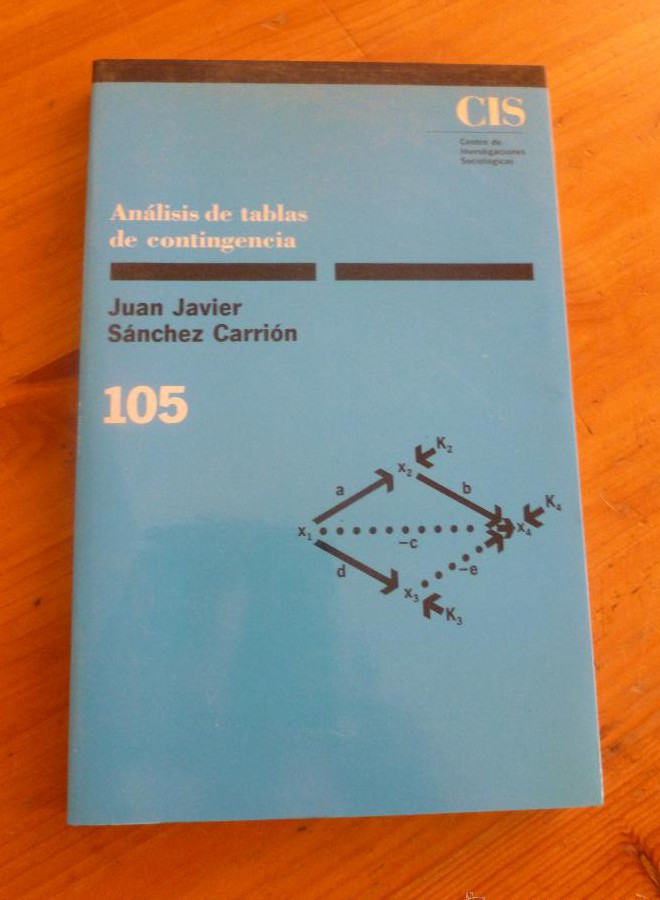 CIS
Centro de
Investigaciones
Sociológicas
Análisis de tablas
de contingencia
Juan Javier
Sánchez Carrión
105
K2
x2
a
b
K4
x1
x4
–c
d
–e
x3
K3